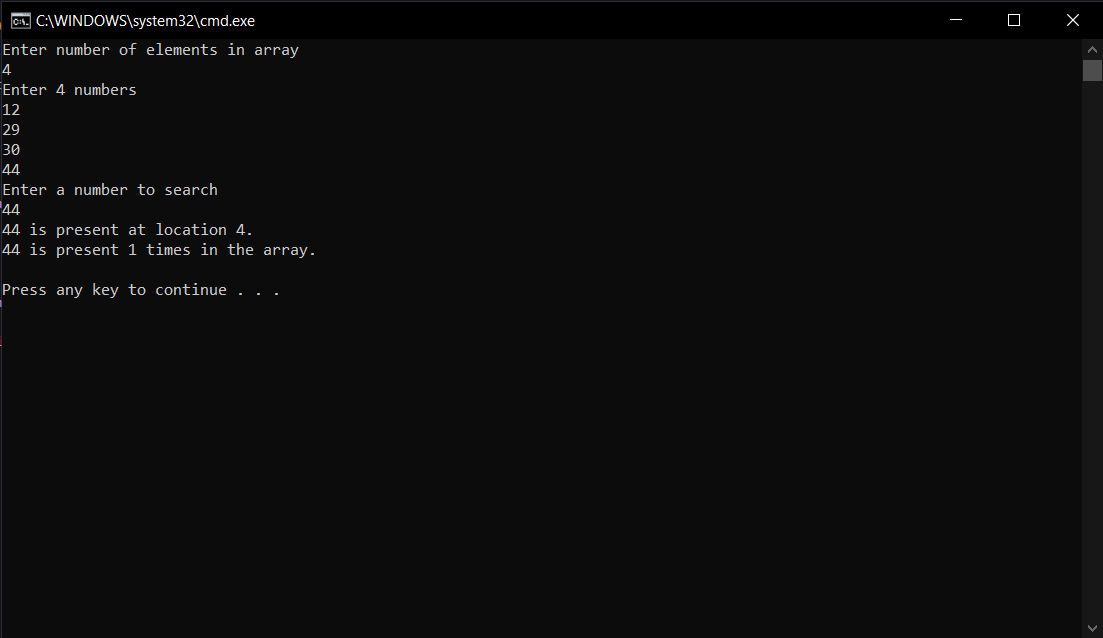 C:\WINDOWS\system32\cmd.exe
Enter number of elements in array
4
Enter 4 numbers
12
29
30
44
Enter a number to search
44
44 is present at location 4.
44 is present 1 times in the array.
Press any key to continue . . .